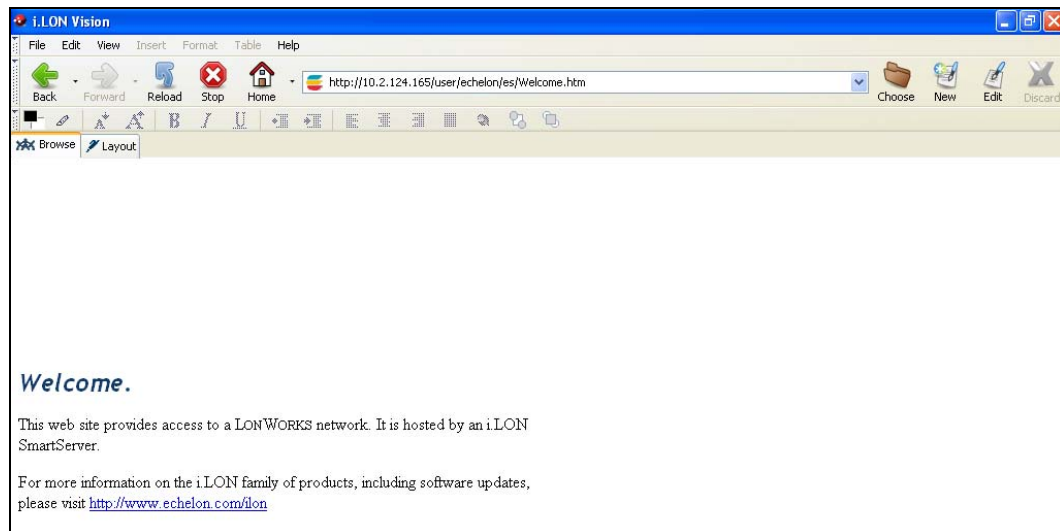 i.LON Vision
File Edit View Insert Format Table Help
Back Forward Reload Stop Home http://10.2.124.165/user/echelon/es/Welcome.htm Choose New Edit Discard
A A B I U
Browse Layout
Welcome.
This web site provides access to a LONWORKS network. It is hosted by an i.LON
SmartServer.
For more information on the i.LON family of products, including software updates,
please visit http://www.echelon.com/ilon